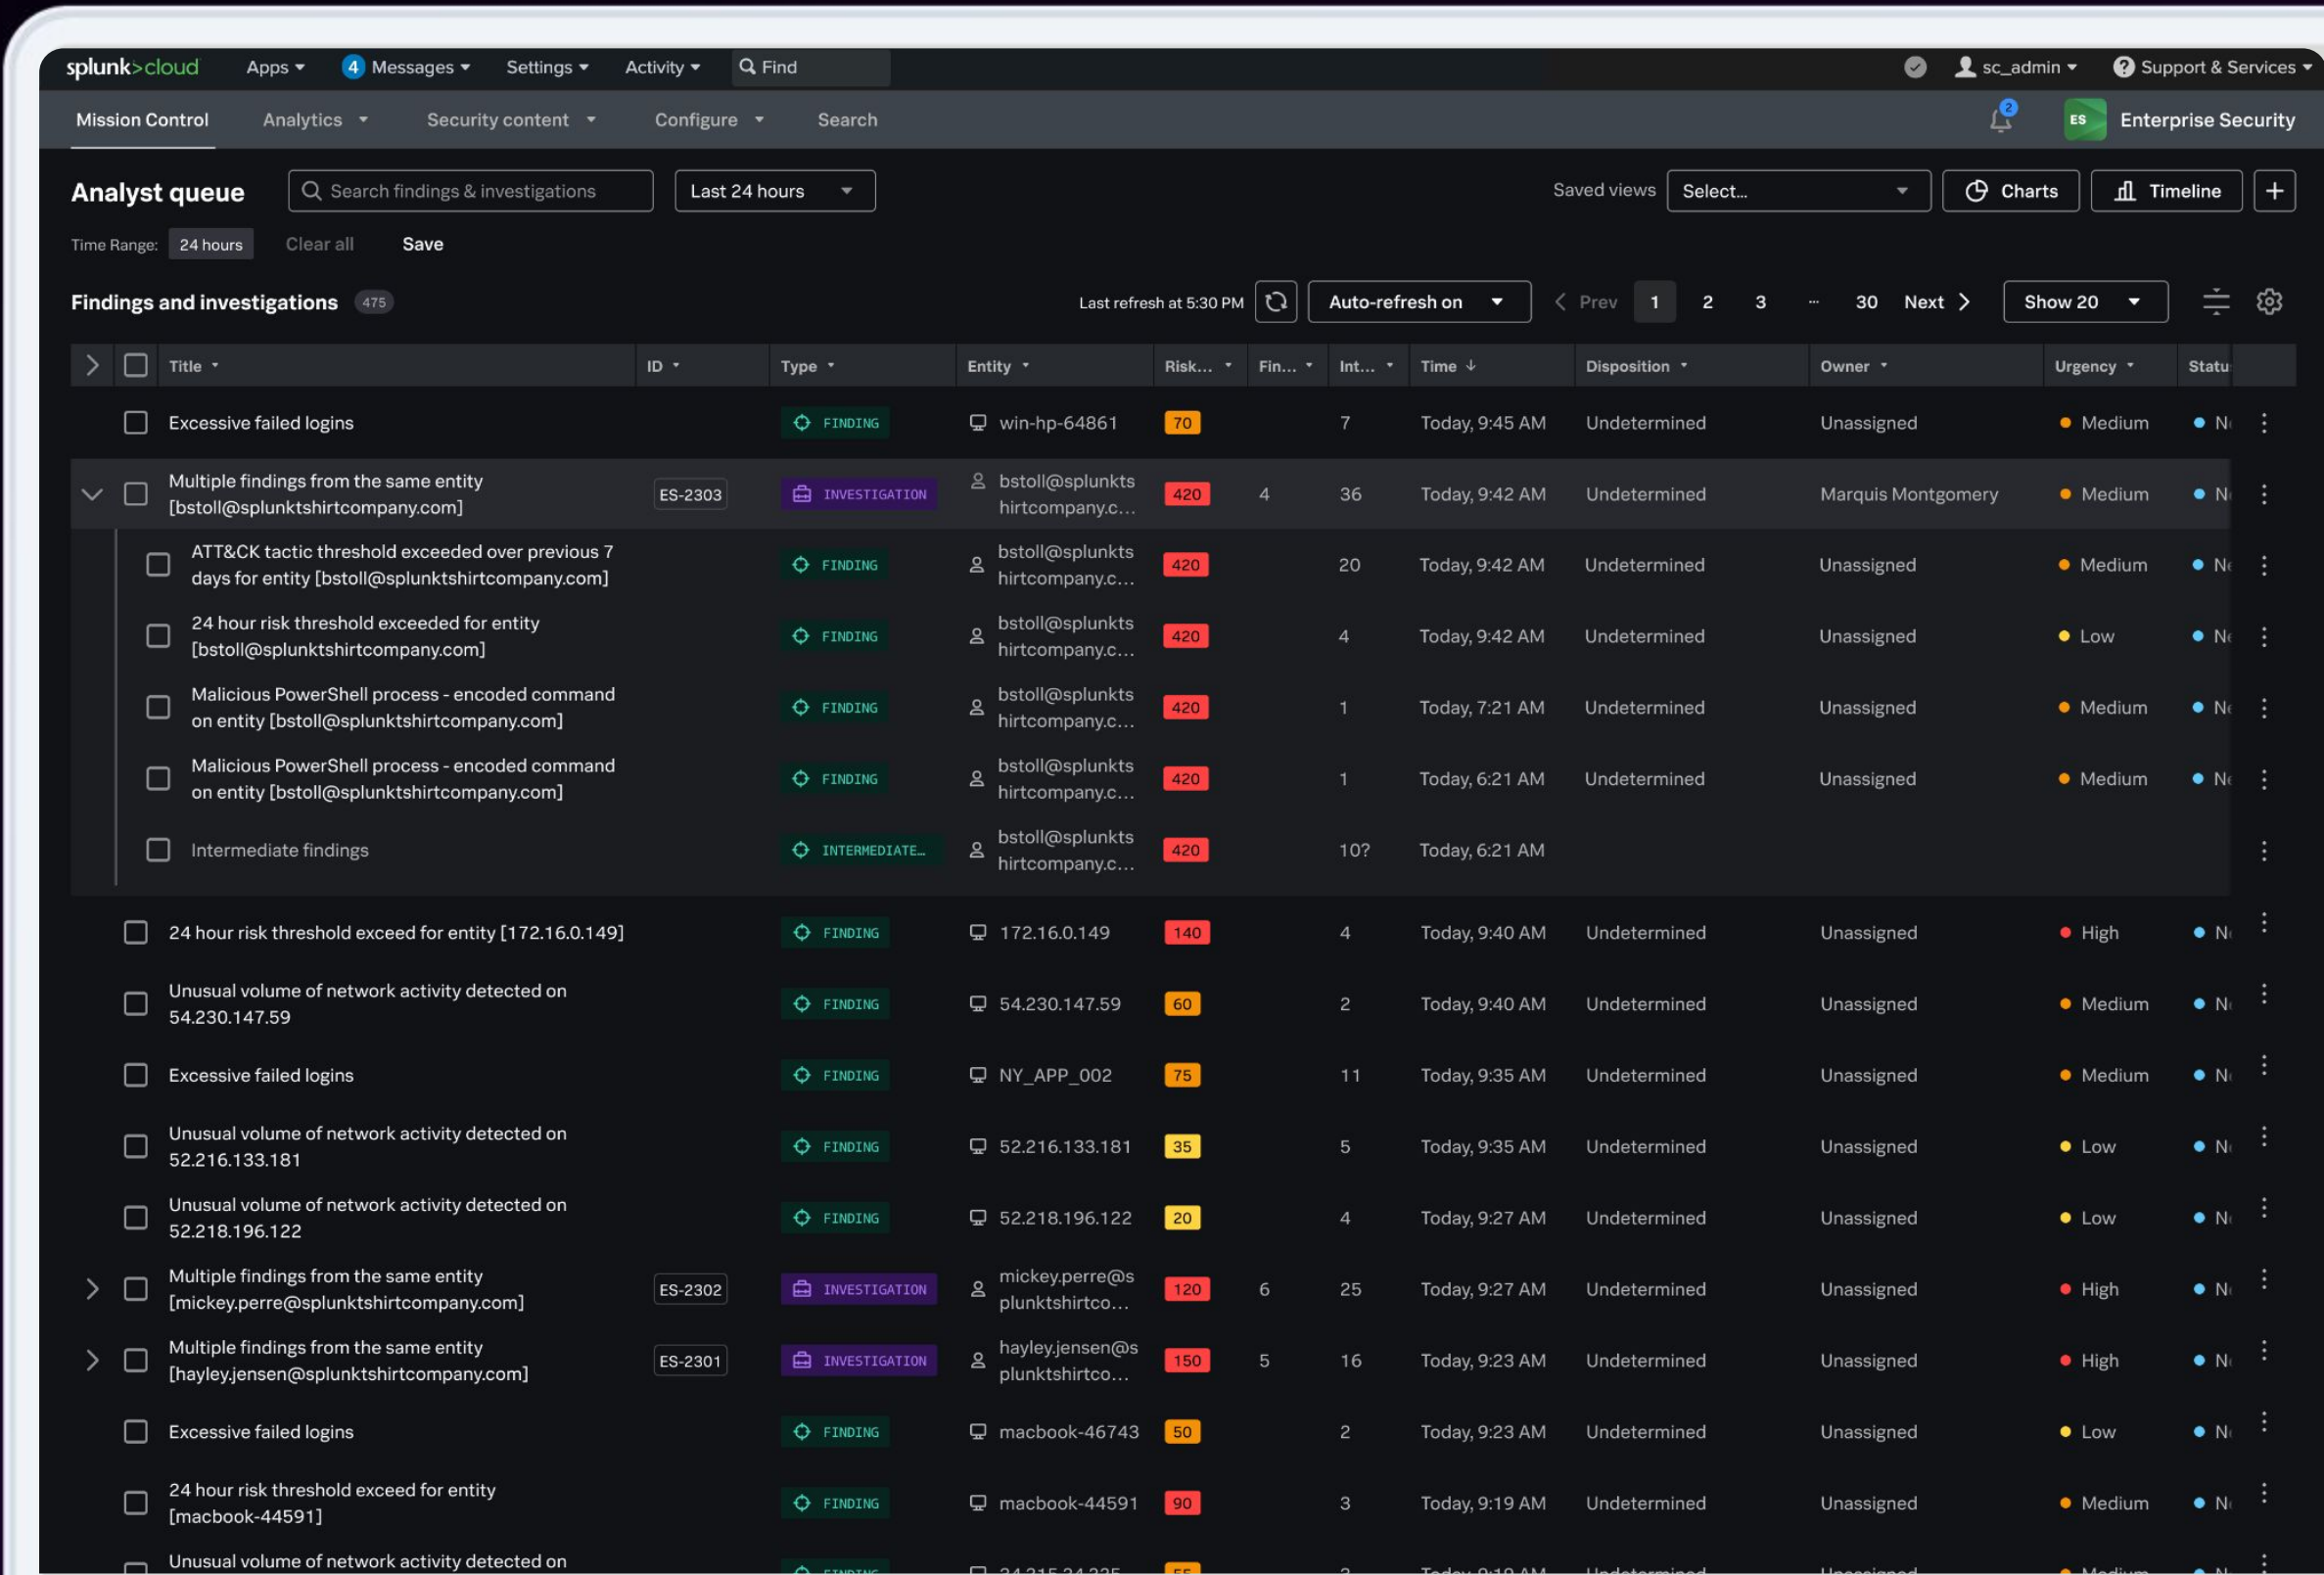 splunk>cloud Apps 4 Messages Settings Activity Find sc_admin Support & Services
Mission Control Analytics Security content Configure Search 2 ES Enterprise Security
Analyst queue Search findings & investigations Last 24 hours Saved views Select... Charts Timeline
Time Range: 24 hours Clear all Save
Findings and investigations 475 Last refresh at 5:30 PM Auto-refresh on Prev 1 2 3 ... 30 Next Show 20
Title ID Type Entity Risk... Fin... Int... Time Disposition Owner Urgency Statu
Excessive failed logins FINDING win-hp-64861 70 7 Today, 9:45 AM Undetermined Unassigned Medium N
Multiple findings from the same entity bstoll@splunkts
[bstoll@splunktshirtcompany.com] ES-2303 INVESTIGATION hirtcompany.c... 420 4 36 Today, 9:42 AM Undetermined Marquis Montgomery Medium N
ATT&CK tactic threshold exceeded over previous 7 bstoll@splunkts
days for entity [bstoll@splunktshirtcompany.com] FINDING hirtcompany.c... 420 20 Today, 9:42 AM Undetermined Unassigned Medium Ne
24 hour risk threshold exceeded for entity bstoll@splunkts
[bstoll@splunktshirtcompany.com] FINDING hirtcompany.c... 420 4 Today, 9:42 AM Undetermined Unassigned Low Ne
Malicious PowerShell process - encoded command bstoll@splunkts
on entity [bstoll@splunktshirtcompany.com] FINDING hirtcompany.c... 420 1 Today, 7:21 AM Undetermined Unassigned Medium Ne
Malicious PowerShell process - encoded command bstoll@splunkts
on entity [bstoll@splunktshirtcompany.com] FINDING hirtcompany.c... 420 1 Today, 6:21 AM Undetermined Unassigned Medium Ne
bstoll@splunkts
Intermediate findings INTERMEDIATE... hirtcompany.c... 420 10? Today, 6:21 AM
24 hour risk threshold exceed for entity [172.16.0.149] FINDING 172.16.0.149 140 4 Today, 9:40 AM Undetermined Unassigned High N
Unusual volume of network activity detected on
54.230.147.59 FINDING 54.230.147.59 60 2 Today, 9:40 AM Undetermined Unassigned Medium N
Excessive failed logins FINDING NY_APP_002 75 11 Today, 9:35 AM Undetermined Unassigned Medium N
Unusual volume of network activity detected on
52.216.133.181 FINDING 52.216.133.181 35 5 Today, 9:35 AM Undetermined Unassigned Low N
Unusual volume of network activity detected on
52.218.196.122 FINDING 52.218.196.122 20 4 Today, 9:27 AM Undetermined Unassigned Low N
Multiple findings from the same entity mickey.perre@s
[mickey.perre@splunktshirtcompany.com] ES-2302 INVESTIGATION plunktshirtco... 120 6 25 Today, 9:27 AM Undetermined Unassigned High N
Multiple findings from the same entity hayley.jensen@s
[hayley.jensen@splunktshirtcompany.com] ES-2301 INVESTIGATION plunktshirtco... 150 5 16 Today, 9:23 AM Undetermined Unassigned High N
Excessive failed logins FINDING macbook-46743 50 2 Today, 9:23 AM Undetermined Unassigned Low N
24 hour risk threshold exceed for entity
[macbook-44591] FINDING macbook-44591 90 3 Today, 9:19 AM Undetermined Unassigned Medium N
Unusual volume of network activity detected on